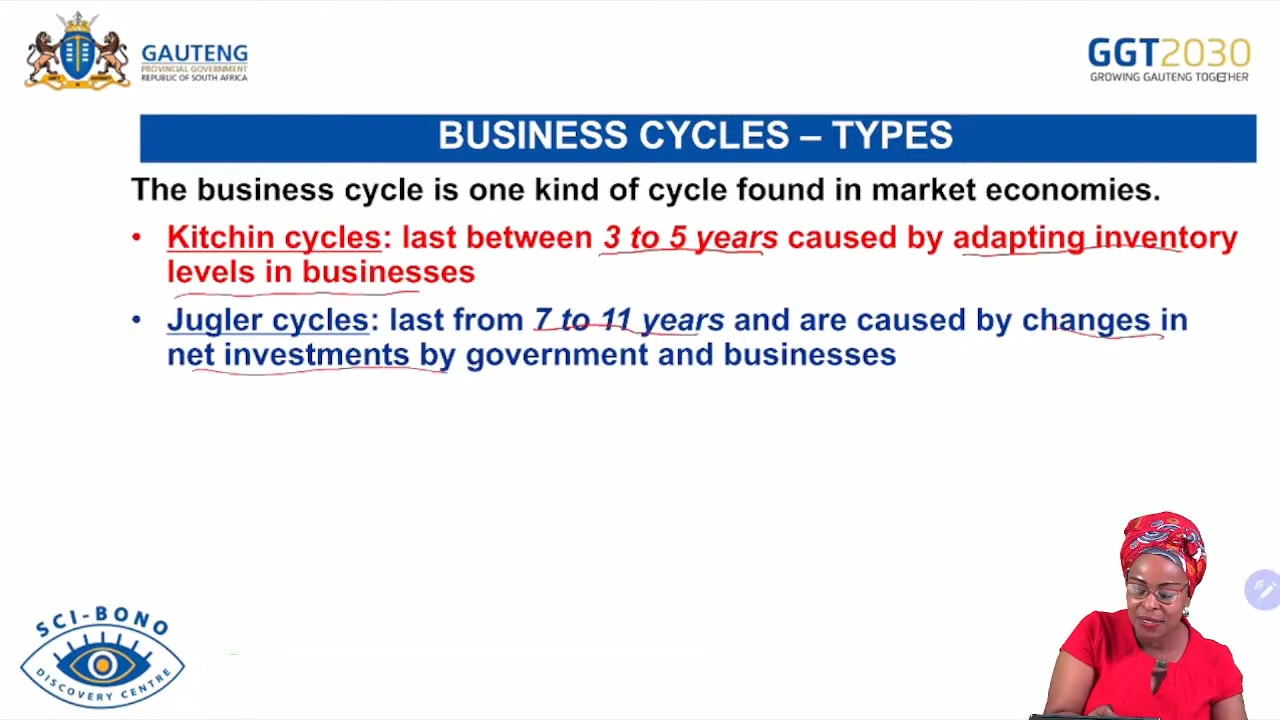 GAUTENG
PROVINCIAL GOVERNMENT
REPUBLIC OF SOUTH AFRICA
GGT2030
GROWING GAUTENG TOGETHER
BUSINESS CYCLES – TYPES
The business cycle is one kind of cycle found in market economies.
• Kitchin cycles: last between 3 to 5 years caused by adapting inventory
levels in businesses
• Jugler cycles: last from 7 to 11 years and are caused by changes in
net investments by government and businesses
SCI-BONO
DISCOVERY CENTRE